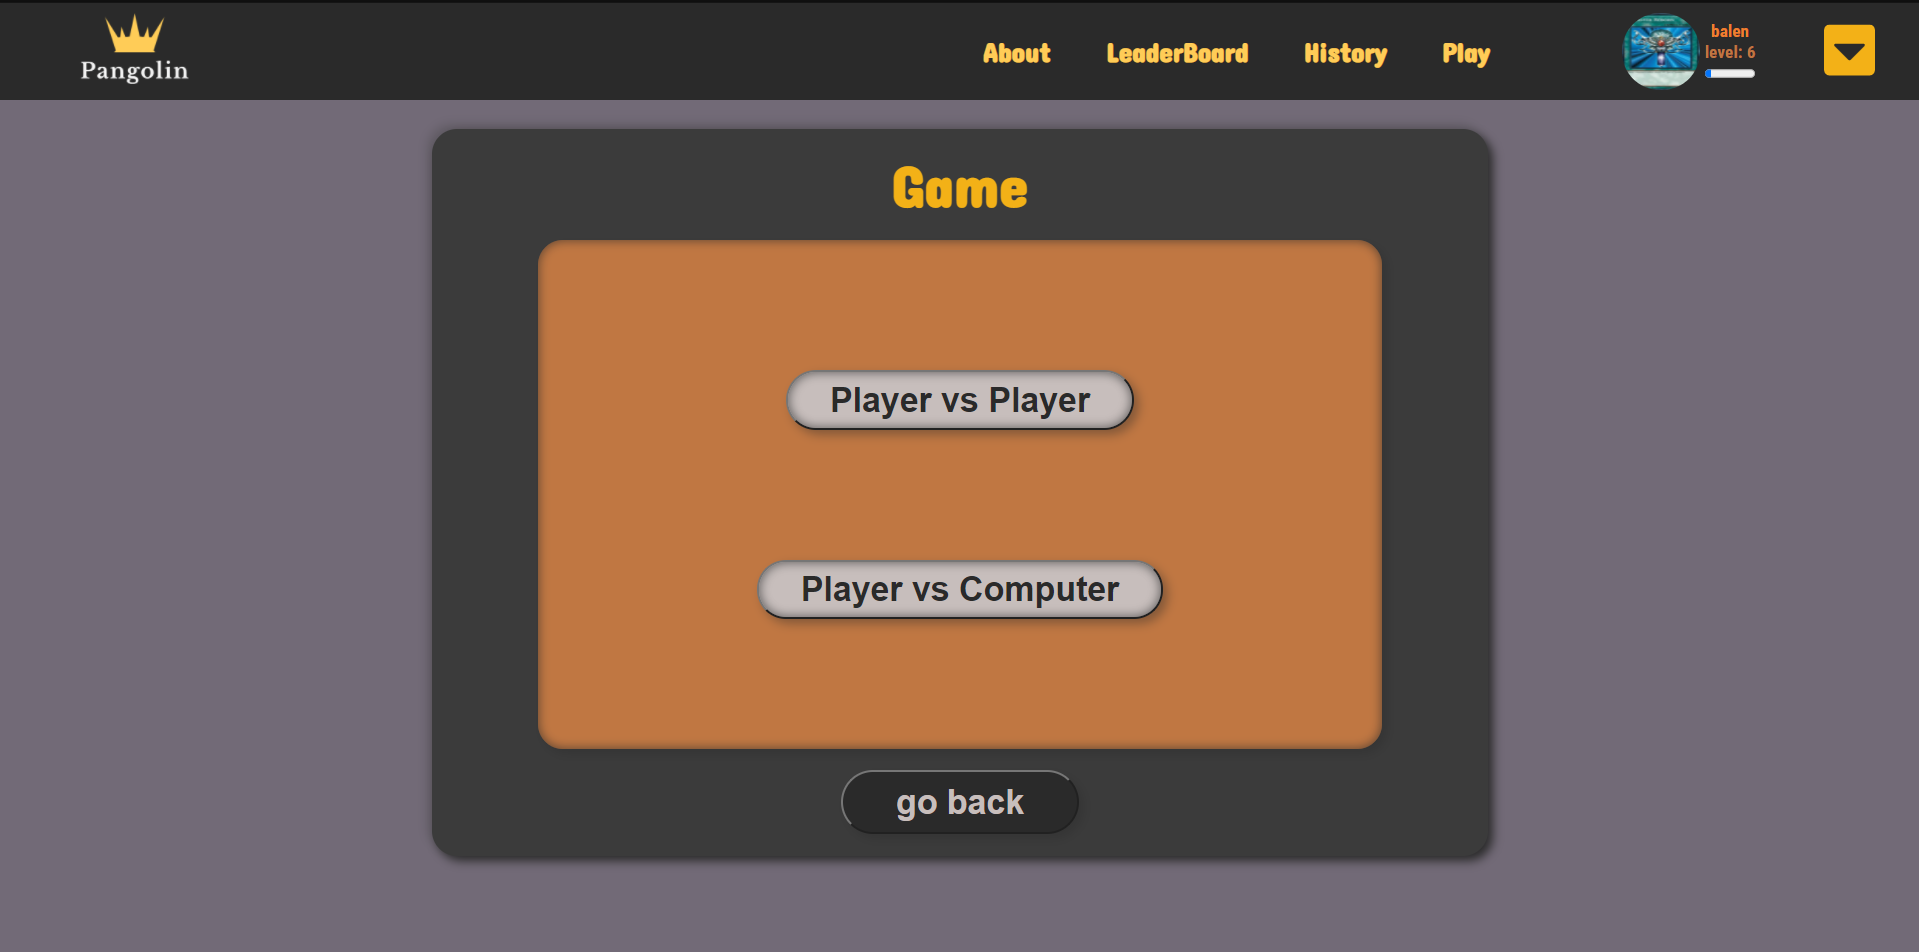 Pangolin
About
LeaderBoard
History
Play
balen
level: 6
Game
Player vs Player
Player vs Computer
go back